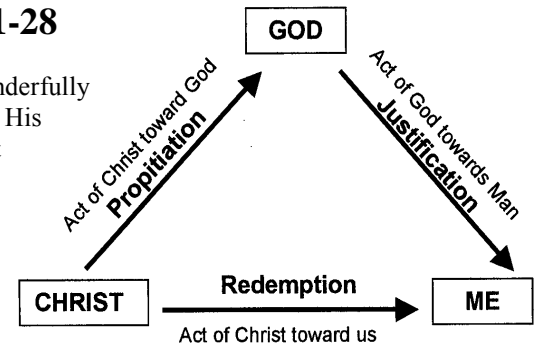 1-28
nderfully
His
GOD
Act of Christ toward God
Propitiation
Act of God towards Man
Justification
CHRIST
Redemption
ME
Act of Christ toward us